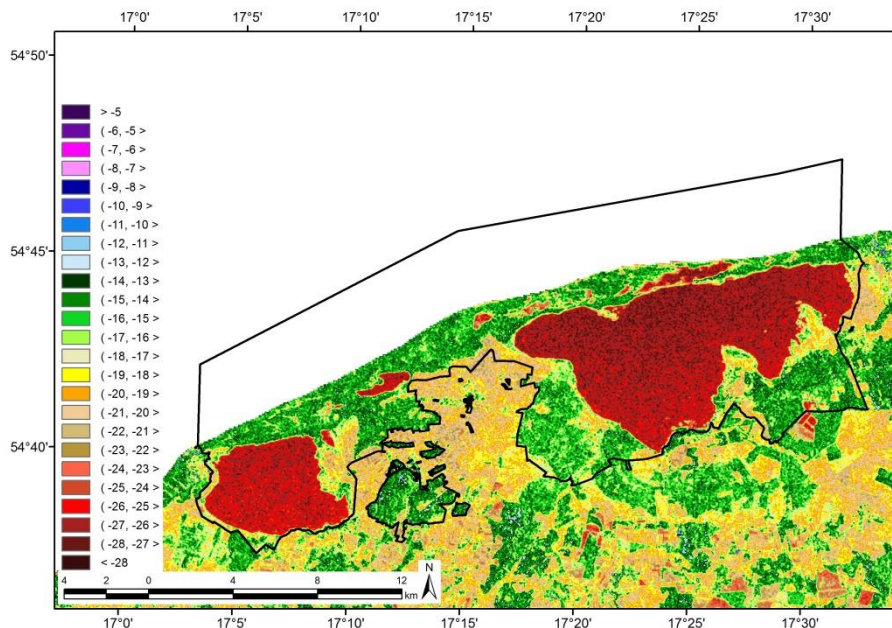 17°0' 17°5' 17°10' 17°15' 17°20' 17°25' 17°30'
54°50'
54°45'
54°40'
> -5
( -6, -5 >
( -7, -6 >
( -8, -7 >
( -9, -8 >
( -10, -9 >
( -11, -10 >
( -12, -11 >
( -13, -12 >
( -14, -13 >
( -15, -14 >
( -16, -15 >
( -17, -16 >
( -18, -17 >
( -19, -18 >
( -20, -19 >
( -21, -20 >
( -22, -21 >
( -23, -22 >
( -24, -23 >
( -25, -24 >
( -26, -25 >
( -27, -26 >
( -28, -27 >
< -28
N
4 2 0 4 8 12
km
17°0' 17°5' 17°10' 17°15' 17°20' 17°25' 17°30'